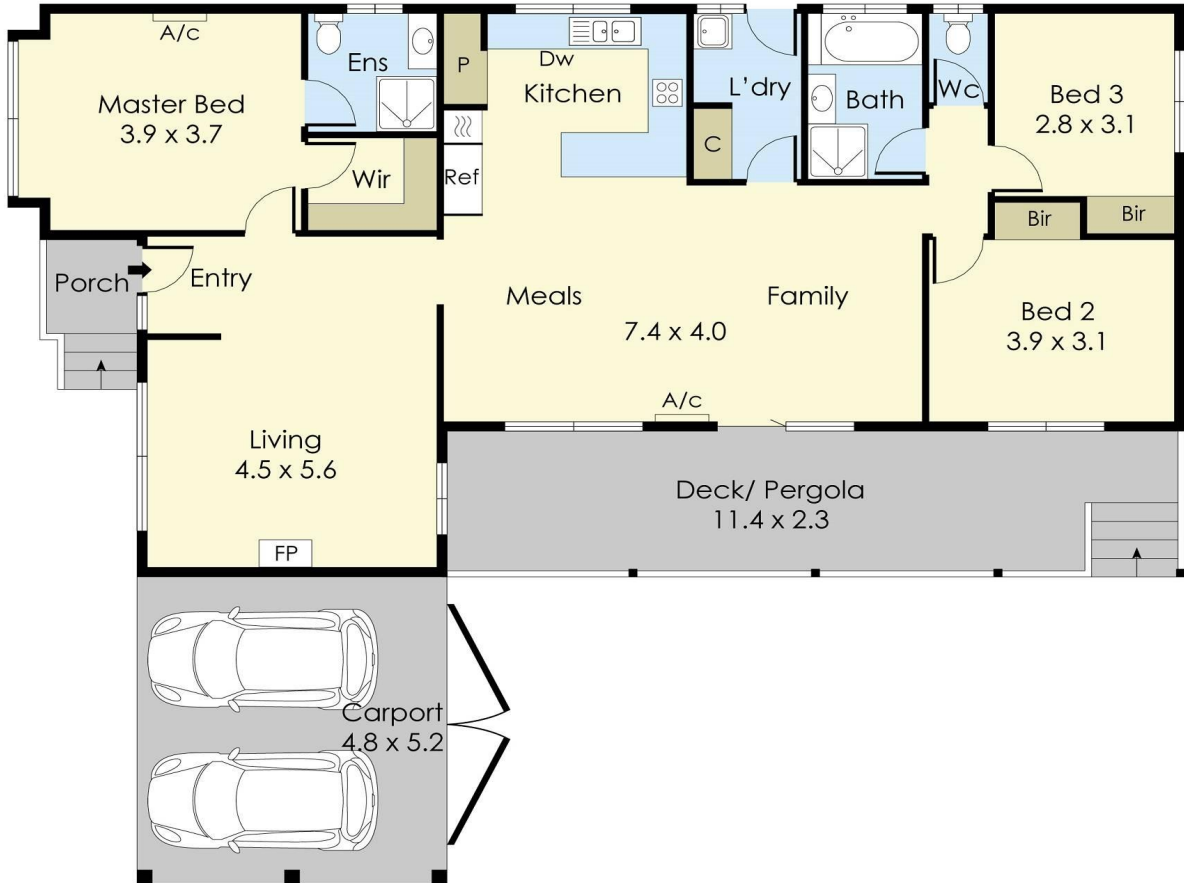 A/c
Master Bed
3.9 x 3.7
Ens
Wir
P
Ref
Dw
Kitchen
L'dry
C
Bath
Wc
Bed 3
2.8 x 3.1
Bir
Bir
Bed 2
3.9 x 3.1
Porch
Entry
Meals
Family
7.4 x 4.0
A/c
Living
4.5 x 5.6
FP
Deck/ Pergola
11.4 x 2.3
Carport
4.8 x 5.2